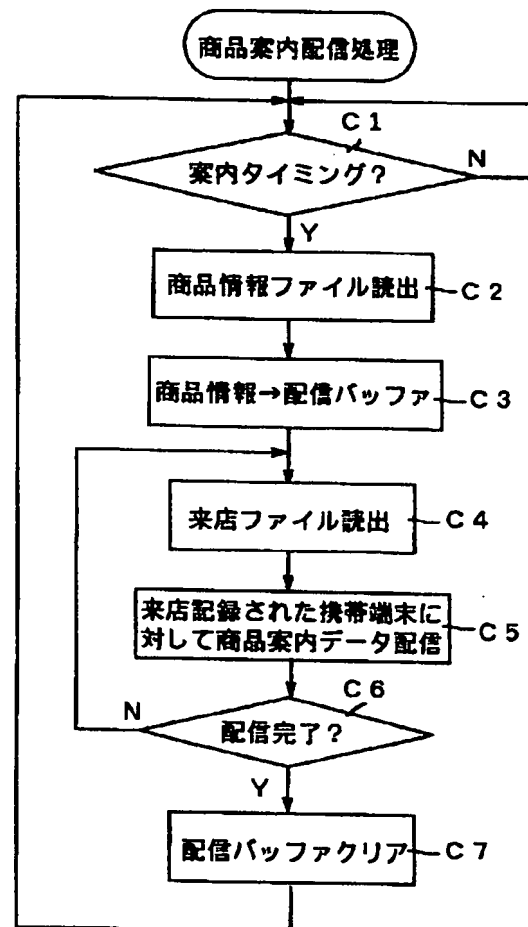 商品案内配信処理
C1
案内タイミング?
N
Y
商品情報ファイル読出
C2
商品情報→配信バッファ
C3
来店ファイル読出
C4
来店記録された携帯端末に
対して商品案内データ配信
C5
C6
N
配信完了?
Y
配信バッファクリア
C7